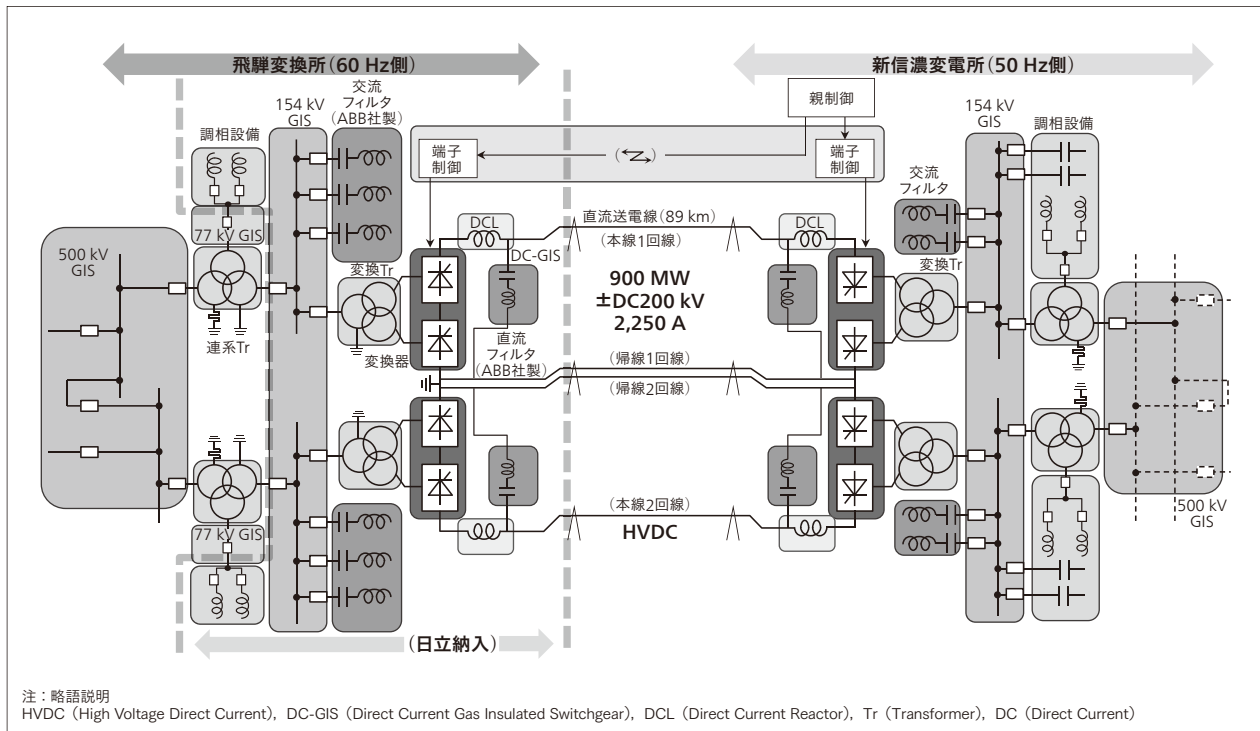 飛騨変換所(60 Hz側)
新信濃変電所(50 Hz側)
154 kV
GIS
交流
フィルタ
(ABB社製)
調相設備
77 kV GIS
500 kV
GIS
連系Tr
変換Tr
変換器
77 kV GIS
親制御
端子
制御
端子
制御
DCL
DC-GIS
直流
フィルタ
(ABB社製)
直流送電線(89 km)
(本線1回線)
900 MW
±DC200 kV
2,250 A
(帰線1回線)
(帰線2回線)
(本線2回線)
HVDC
DCL
交流
フィルタ
変換Tr
154 kV
GIS
調相設備
500 kV
GIS
(日立納入)
注:略語説明
HVDC(High Voltage Direct Current),DC-GIS(Direct Current Gas Insulated Switchgear),DCL(Direct Current Reactor),Tr(Transformer),DC(Direct Current)